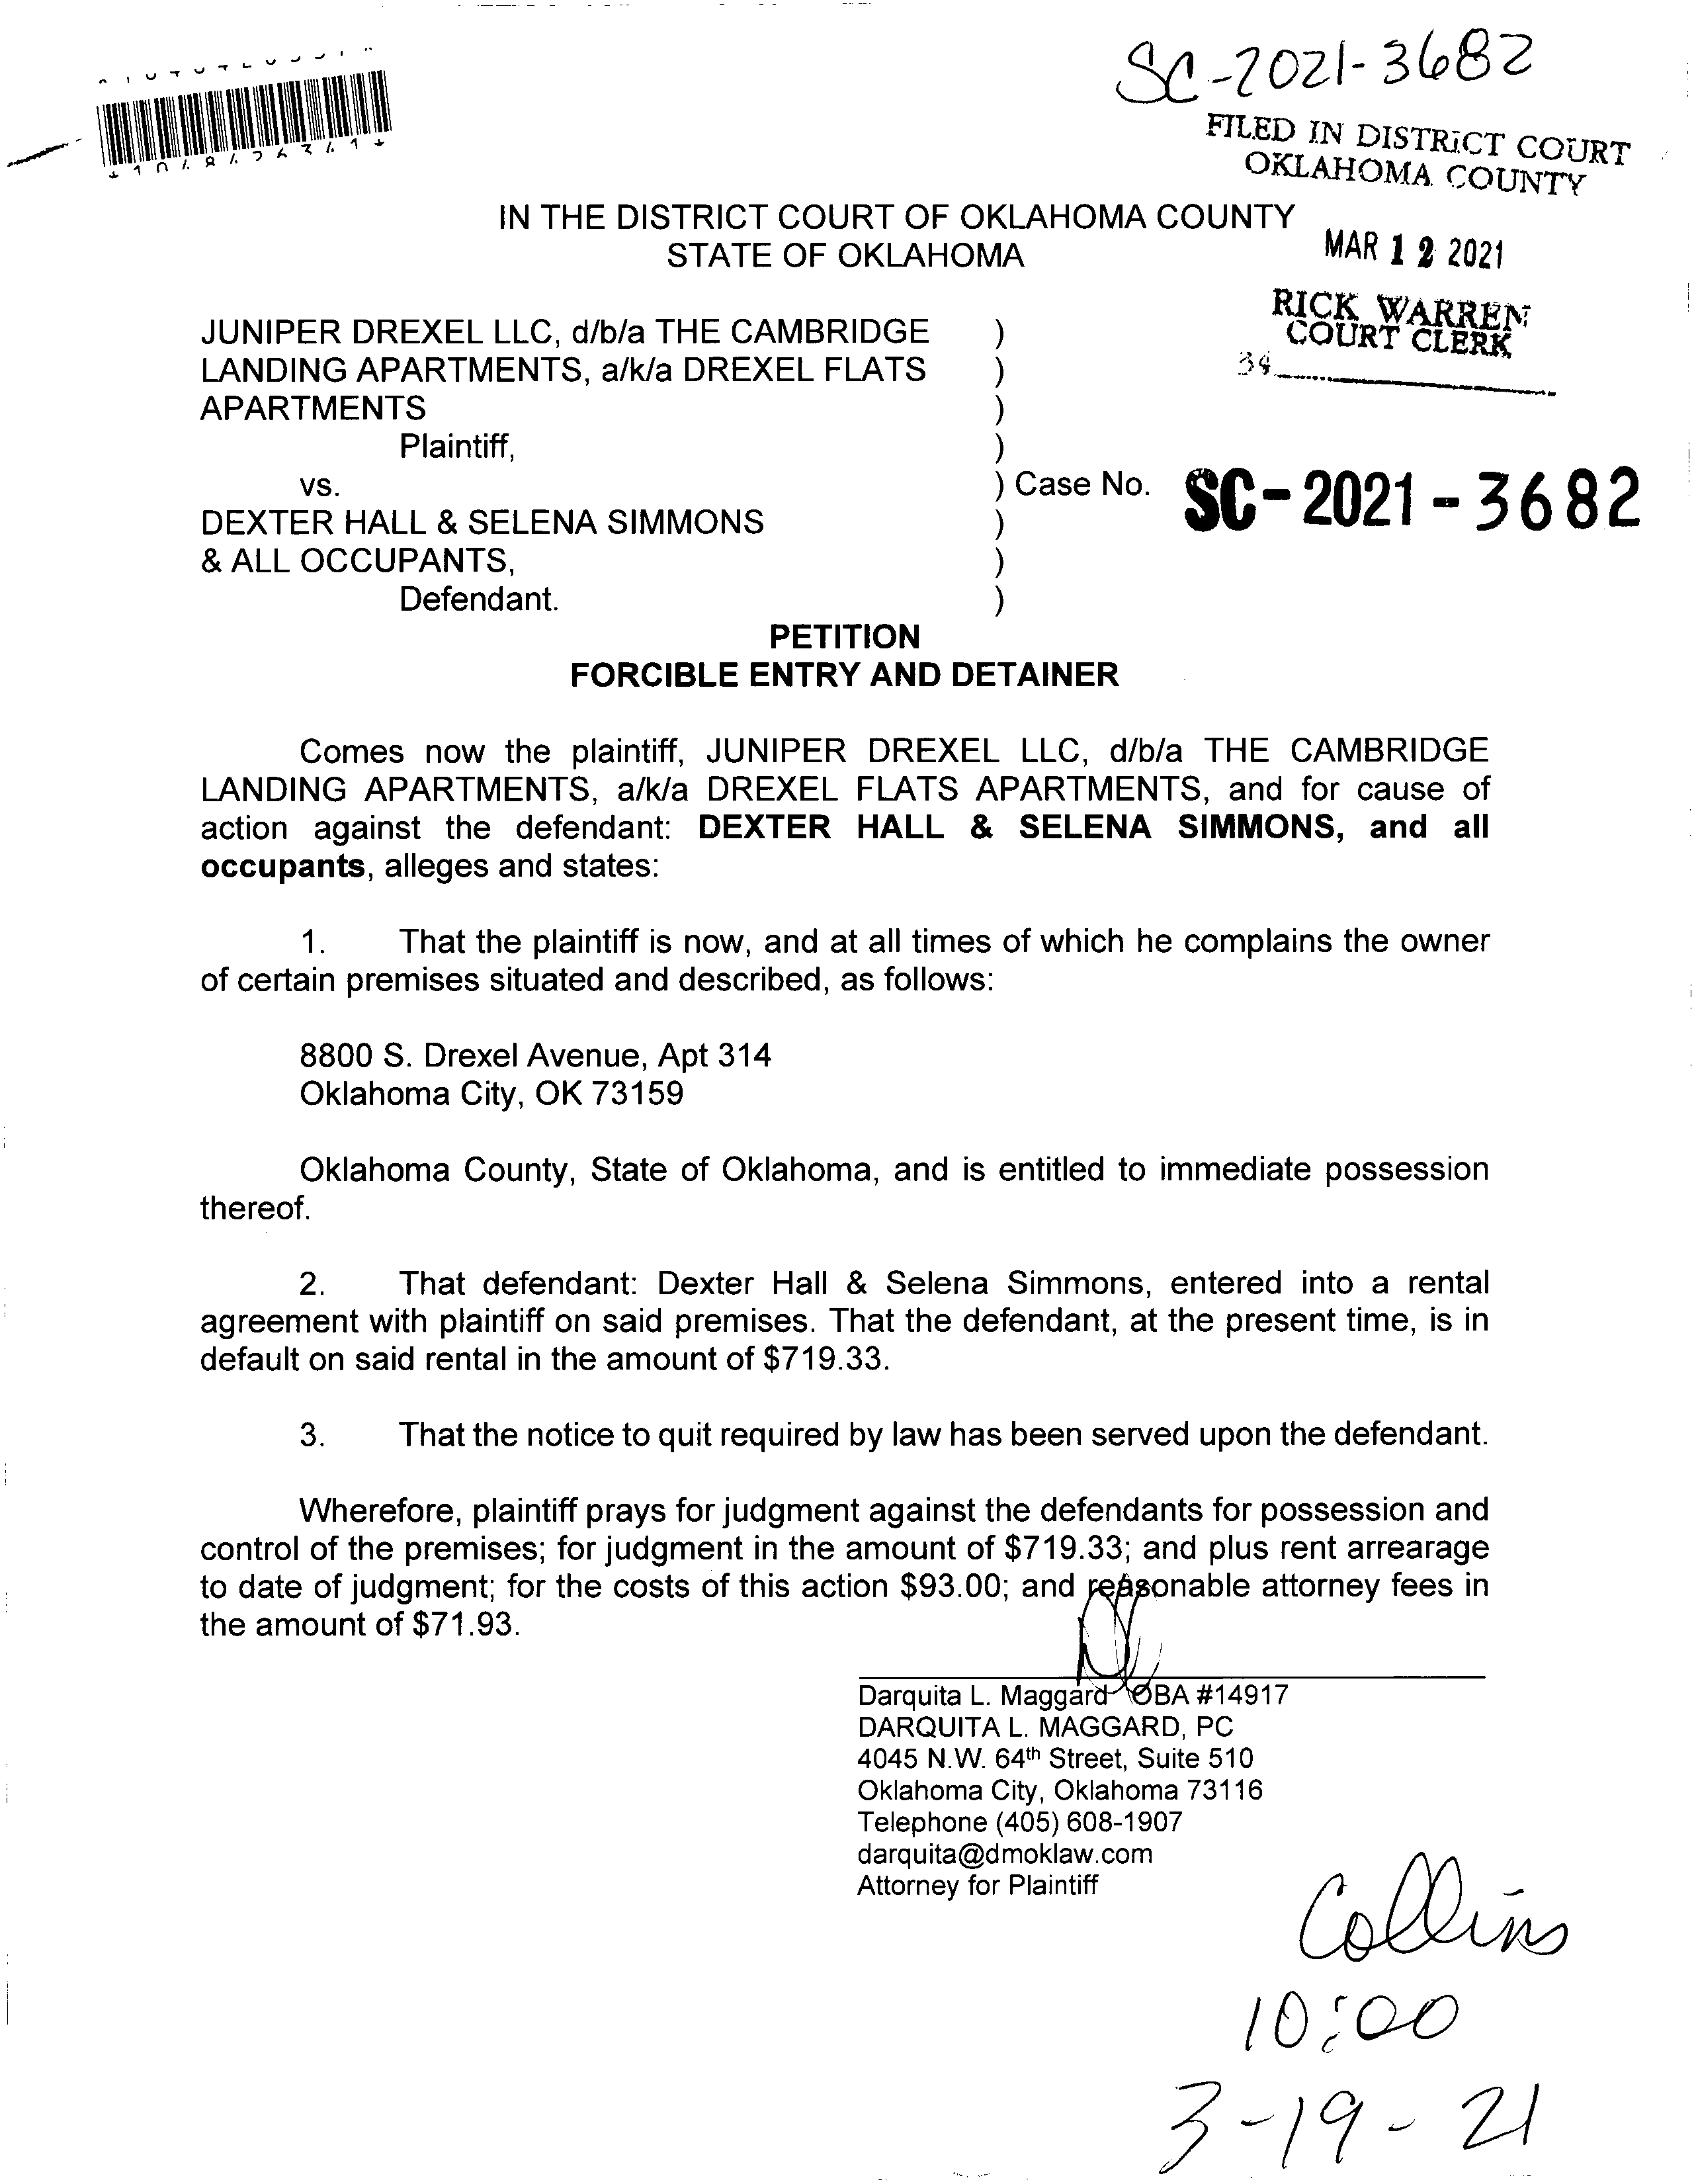 SC-2021-3682
FILED IN DISTRICT COURT
OKLAHOMA COUNTY
MAR 12 2021
RICK WARREN
COURT CLERK
34
IN THE DISTRICT COURT OF OKLAHOMA COUNTY
STATE OF OKLAHOMA
JUNIPER DREXEL LLC, d/b/a THE CAMBRIDGE )
LANDING APARTMENTS, a/k/a DREXEL FLATS )
APARTMENTS )
Plaintiff, )
vs. ) Case No. SC-2021-3682
DEXTER HALL & SELENA SIMMONS )
& ALL OCCUPANTS, )
Defendant. )
PETITION
FORCIBLE ENTRY AND DETAINER
Comes now the plaintiff, JUNIPER DREXEL LLC, d/b/a THE CAMBRIDGE
LANDING APARTMENTS, a/k/a DREXEL FLATS APARTMENTS, and for cause of
action against the defendant: DEXTER HALL & SELENA SIMMONS, and all
occupants, alleges and states:
1. That the plaintiff is now, and at all times of which he complains the owner
of certain premises situated and described, as follows:
8800 S. Drexel Avenue, Apt 314
Oklahoma City, OK 73159
Oklahoma County, State of Oklahoma, and is entitled to immediate possession
thereof.
2. That defendant: Dexter Hall & Selena Simmons, entered into a rental
agreement with plaintiff on said premises. That the defendant, at the present time, is in
default on said rental in the amount of $719.33.
3. That the notice to quit required by law has been served upon the defendant.
Wherefore, plaintiff prays for judgment against the defendants for possession and
control of the premises; for judgment in the amount of $719.33; and plus rent arrearage
to date of judgment; for the costs of this action $93.00; and reasonable attorney fees in
the amount of $71.93.
Darquita L. Maggard OBA #14917
DARQUITA L. MAGGARD, PC
4045 N.W. 64th Street, Suite 510
Oklahoma City, Oklahoma 73116
Telephone (405) 608-1907
darquita@dmoklaw.com
Attorney for Plaintiff
Collins
10:00
3-19-21